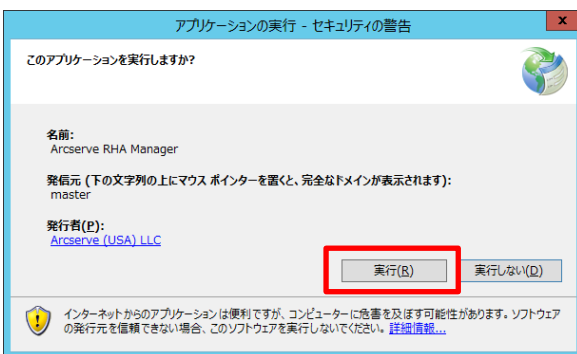 アプリケーションの実行 - セキュリティの警告
x
このアプリケーションを実行しますか?
名前:
Arcserve RHA Manager
発信元 (下の文字列の上にマウス ポインターを置くと、完全なドメインが表示されます):
master
発行者(P):
Arcserve (USA) LLC
実行(R) 実行しない(D)
インターネットからのアプリケーションは便利ですが、コンピューターに危害を及ぼす可能性があります。ソフトウェア
の発行元を信頼できない場合、このソフトウェアを実行しないでください。詳細情報...